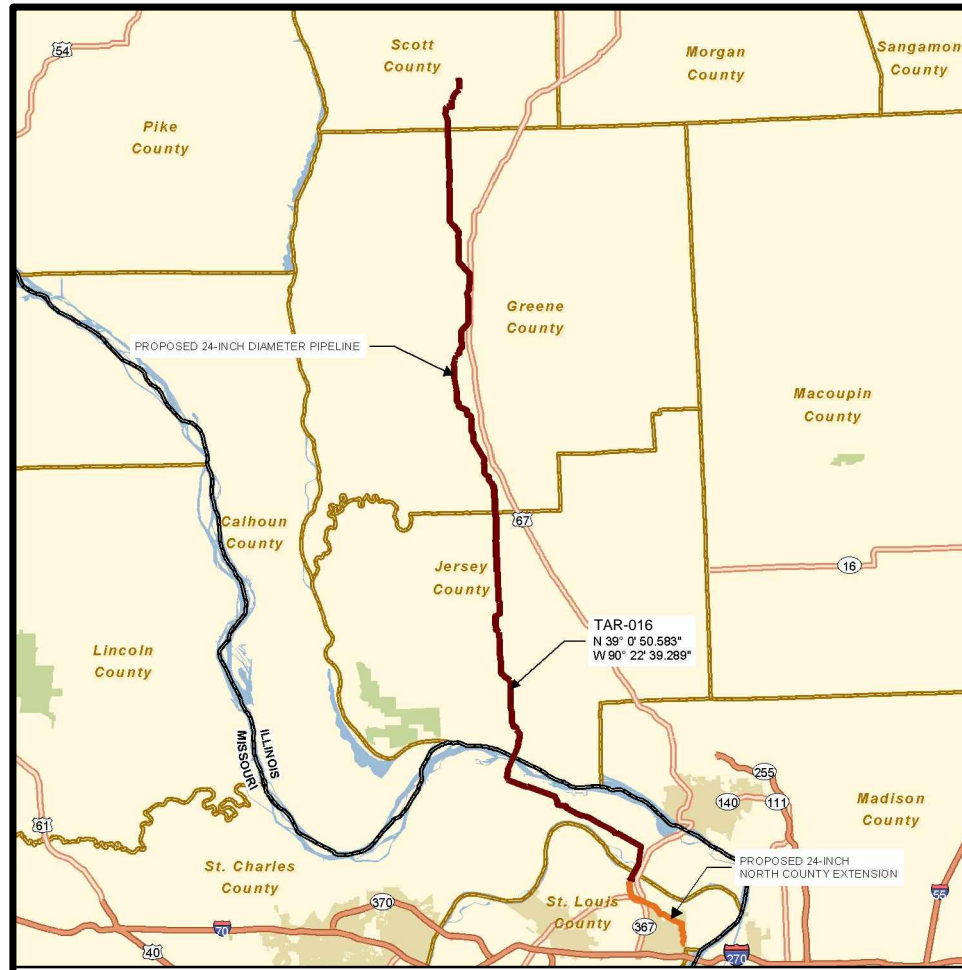 54
Scott
County
Morgan
County
Sangamon
County
Pike
County
Greene
County
PROPOSED 24-INCH DIAMETER PIPELINE
Macoupin
County
67
Calhoun
County
16
Jersey
County
TAR-016
N 39° 0' 50.583"
W 90° 22' 39.289"
Lincoln
County
ILLINOIS
MISSOURI
255
140
111
Madison
County
61
PROPOSED 24-INCH
NORTH COUNTY EXTENSION
St. Charles
County
55
St. Louis
County
370
70
367
40
270